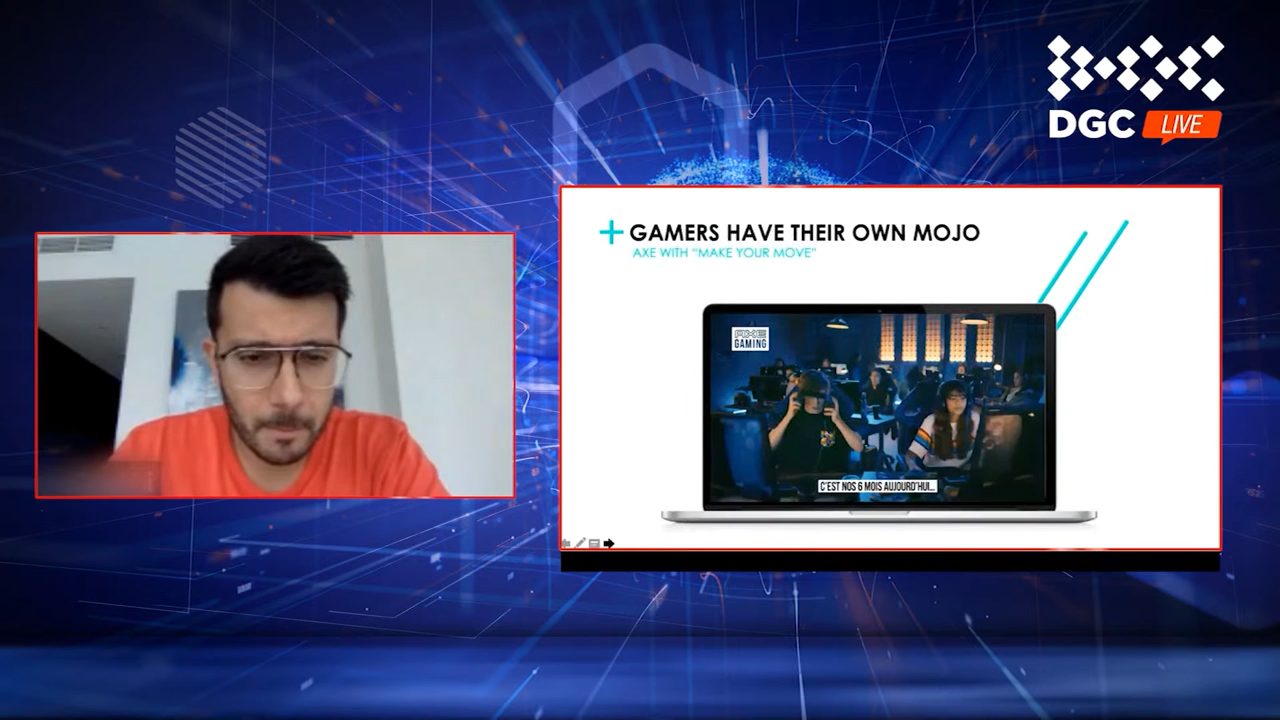 DGC LIVE
GAMERS HAVE THEIR OWN MOJO
AXE WITH "MAKE YOUR MOVE"
AXE
GAMING
C'EST NOS 6 MOIS AUJOURD'HUI...